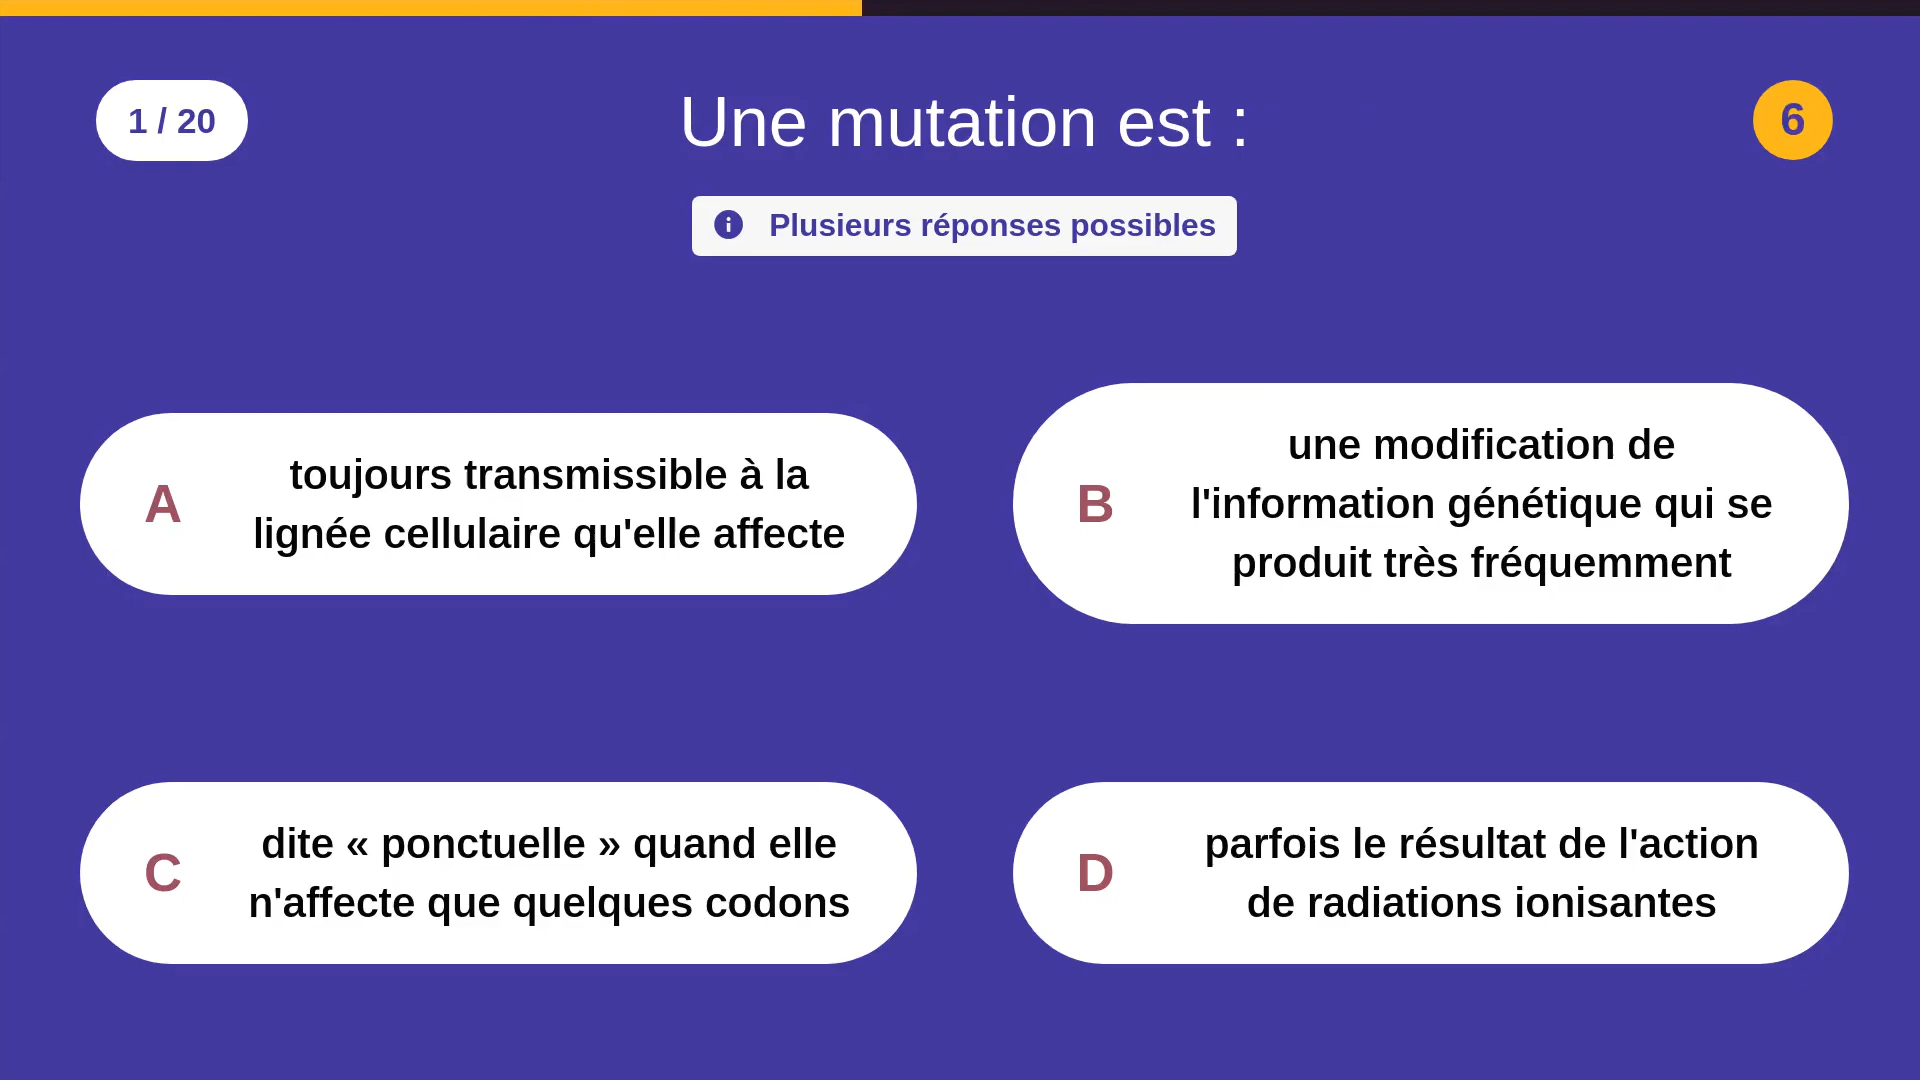 1 / 20
Une mutation est :
6
Plusieurs réponses possibles
A
toujours transmissible à la
lignée cellulaire qu'elle affecte
B
une modification de
l'information génétique qui se
produit très fréquemment
C
dite « ponctuelle » quand elle
n'affecte que quelques codons
D
parfois le résultat de l'action
de radiations ionisantes